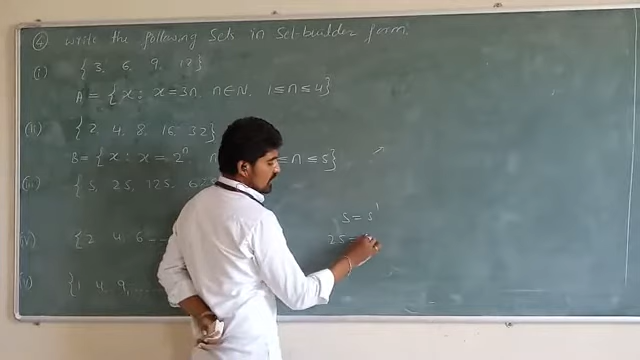 ④ Write the following Sets in Set-builder form.
(i) {3, 6, 9, 12}
A = {x : x = 3n, n∈N, 1≤n≤4}
(ii) {2, 4, 8, 16, 32}
B = {x : x = 2ⁿ, n ≤n≤5}
(iii) {5, 25, 125, 62
5 = 5¹
(iv) {2 4 6
25 =
(v) {1, 4, 9, ......